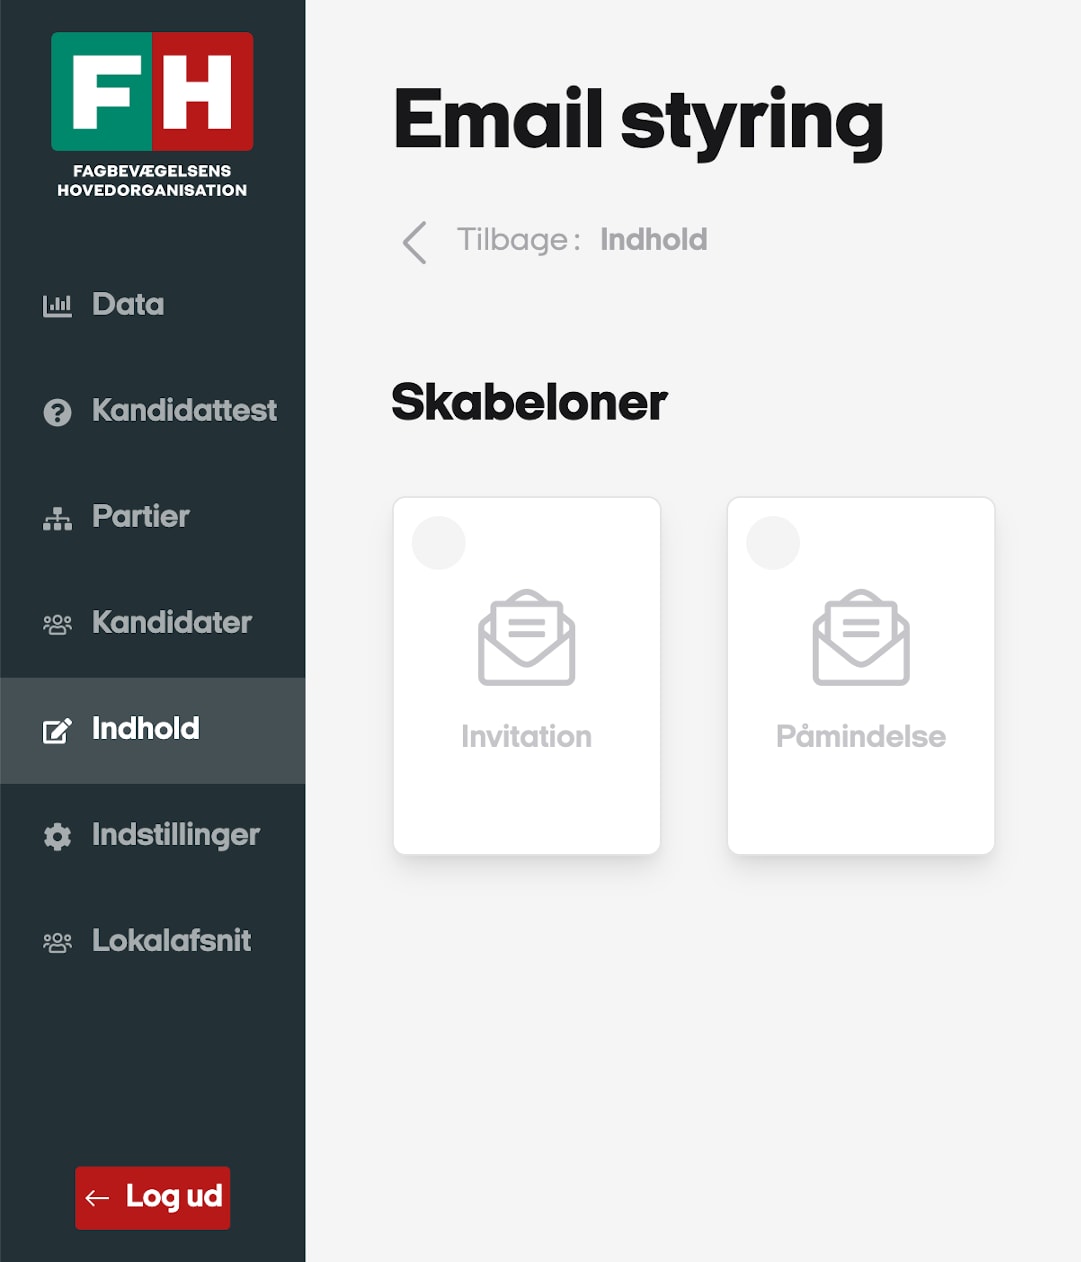 FH
FAGBEVÆGELSENS
HOVEDORGANISATION
Data
Kandidattest
Partier
Kandidater
Indhold
Indstillinger
Lokalafsnit
Log ud
Email styring
Tilbage: Indhold
Skabeloner
Invitation
Påmindelse